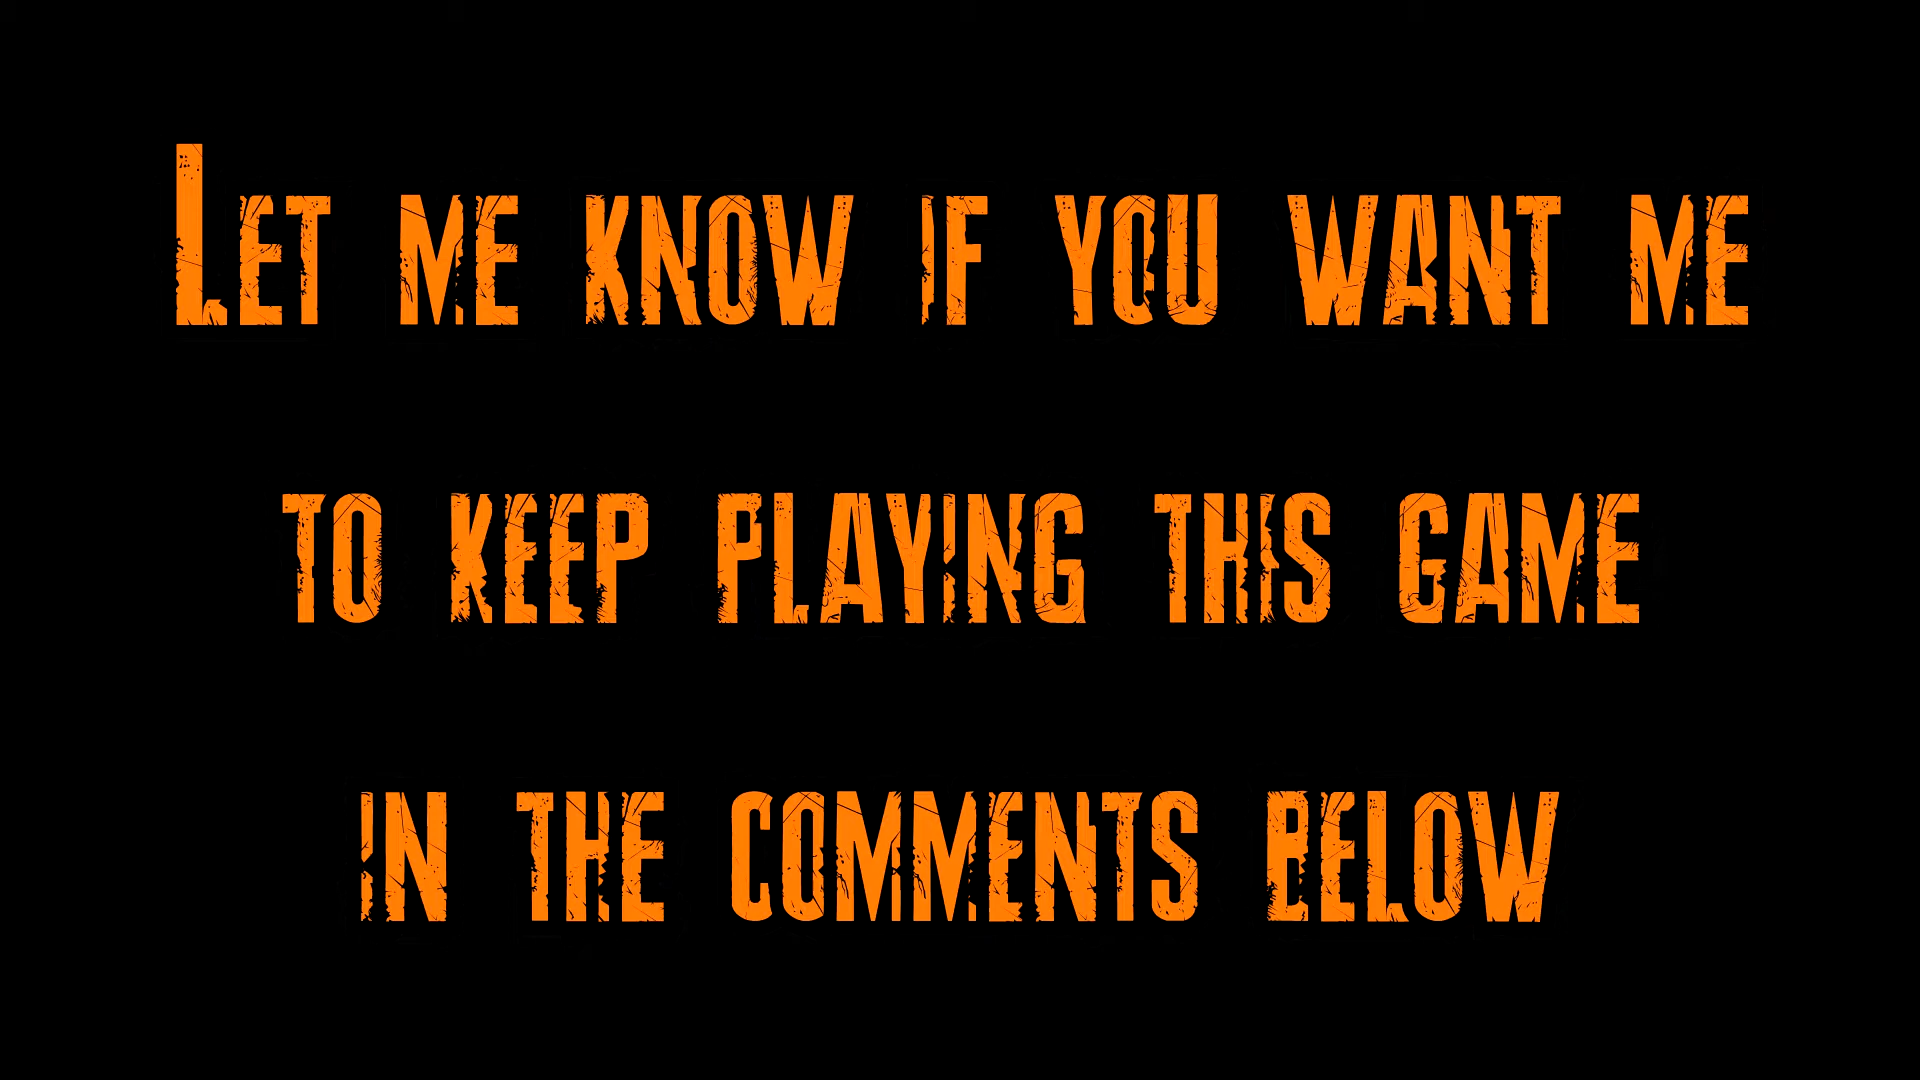 Let me know if you want me
to keep playing this game
in the comments below